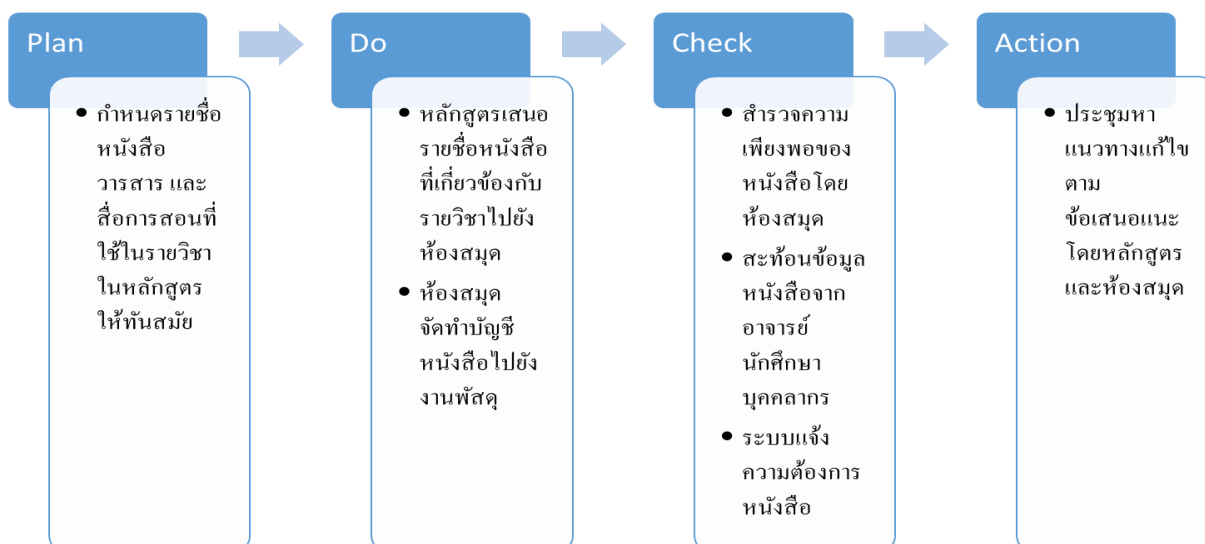 Plan
• กำหนดรายชื่อ
หนังสือ
วารสาร และ
สื่อการสอนที่
ใช้ในรายวิชา
ในหลักสูตร
ให้ทันสมัย
Do
• หลักสูตรเสนอ
รายชื่อหนังสือ
ที่เกี่ยวข้องกับ
รายวิชาไปยัง
ห้องสมุด
• ห้องสมุด
จัดทำบัญชี
หนังสือไปยัง
งานพัสดุ
Check
• สำรวจความ
เพียงพอของ
หนังสือโดย
ห้องสมุด
• สะท้อนข้อมูล
หนังสือจาก
อาจารย์
นักศึกษา
บุคคลากร
• ระบบแจ้ง
ความต้องการ
หนังสือ
Action
• ประชุมหา
แนวทางแก้ไข
ตาม
ข้อเสนอแนะ
โดยหลักสูตร
และห้องสมุด